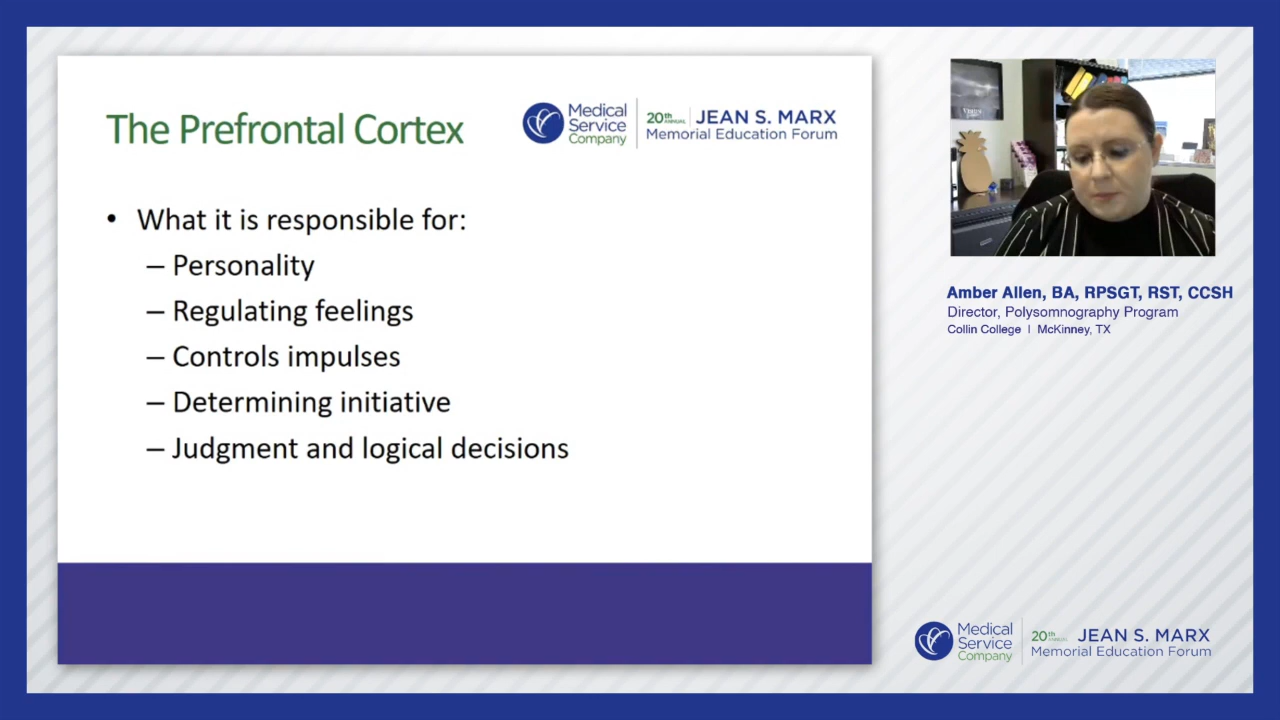 The Prefrontal Cortex
Medical
Service
Company
20th
ANNUAL
JEAN S. MARX
Memorial Education Forum
• What it is responsible for:
– Personality
– Regulating feelings
– Controls impulses
– Determining initiative
– Judgment and logical decisions
Amber Allen, BA, RPSGT, RST, CCSH
Director, Polysomnography Program
Collin College | McKinney, TX
Medical
Service
Company
20th
ANNUAL
JEAN S. MARX
Memorial Education Forum